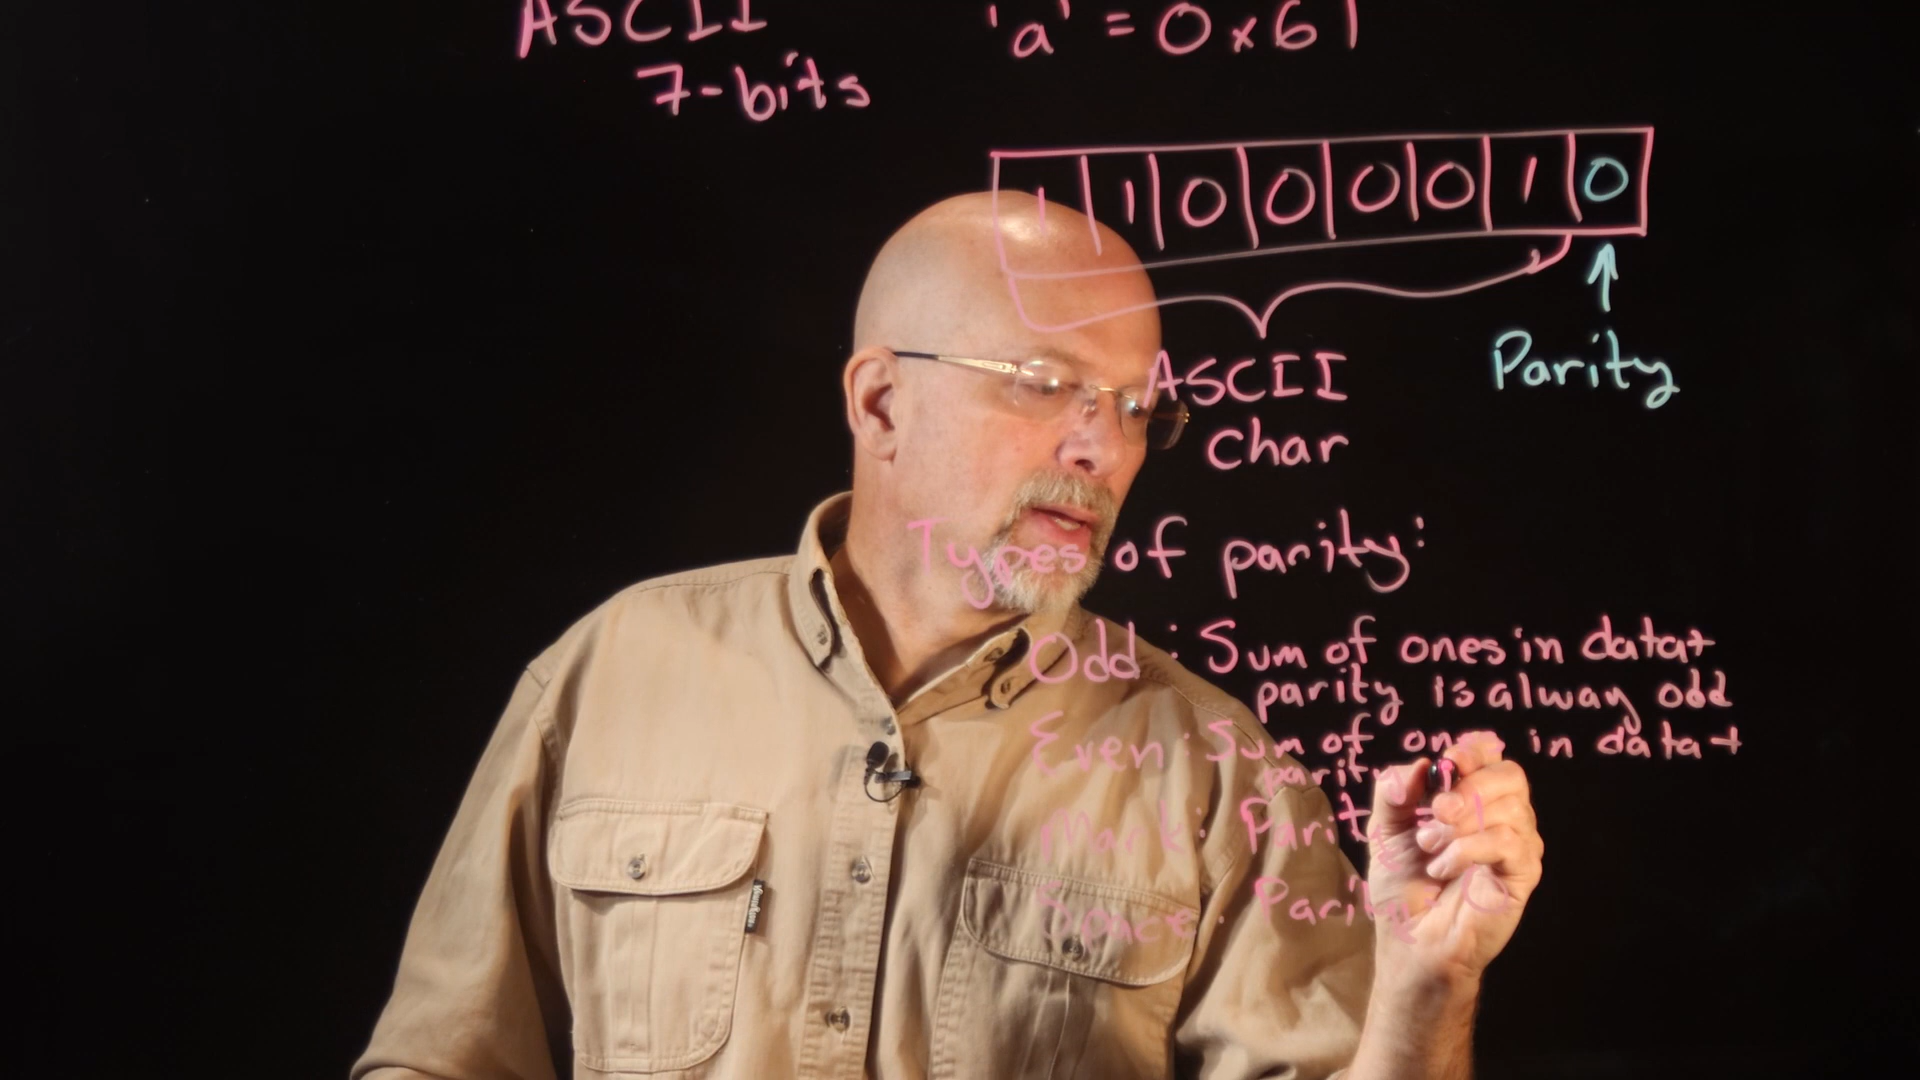 ASCII
7-bits
'a' = 0x61
1 1 0 0 0 0 1 0
Parity
ASCII
Char
Types of parity:
Odd : Sum of ones in data+
parity is alway odd
Even : Sum of ones in data+
parity
Mark : Parity = 1
Space : Parity = 0